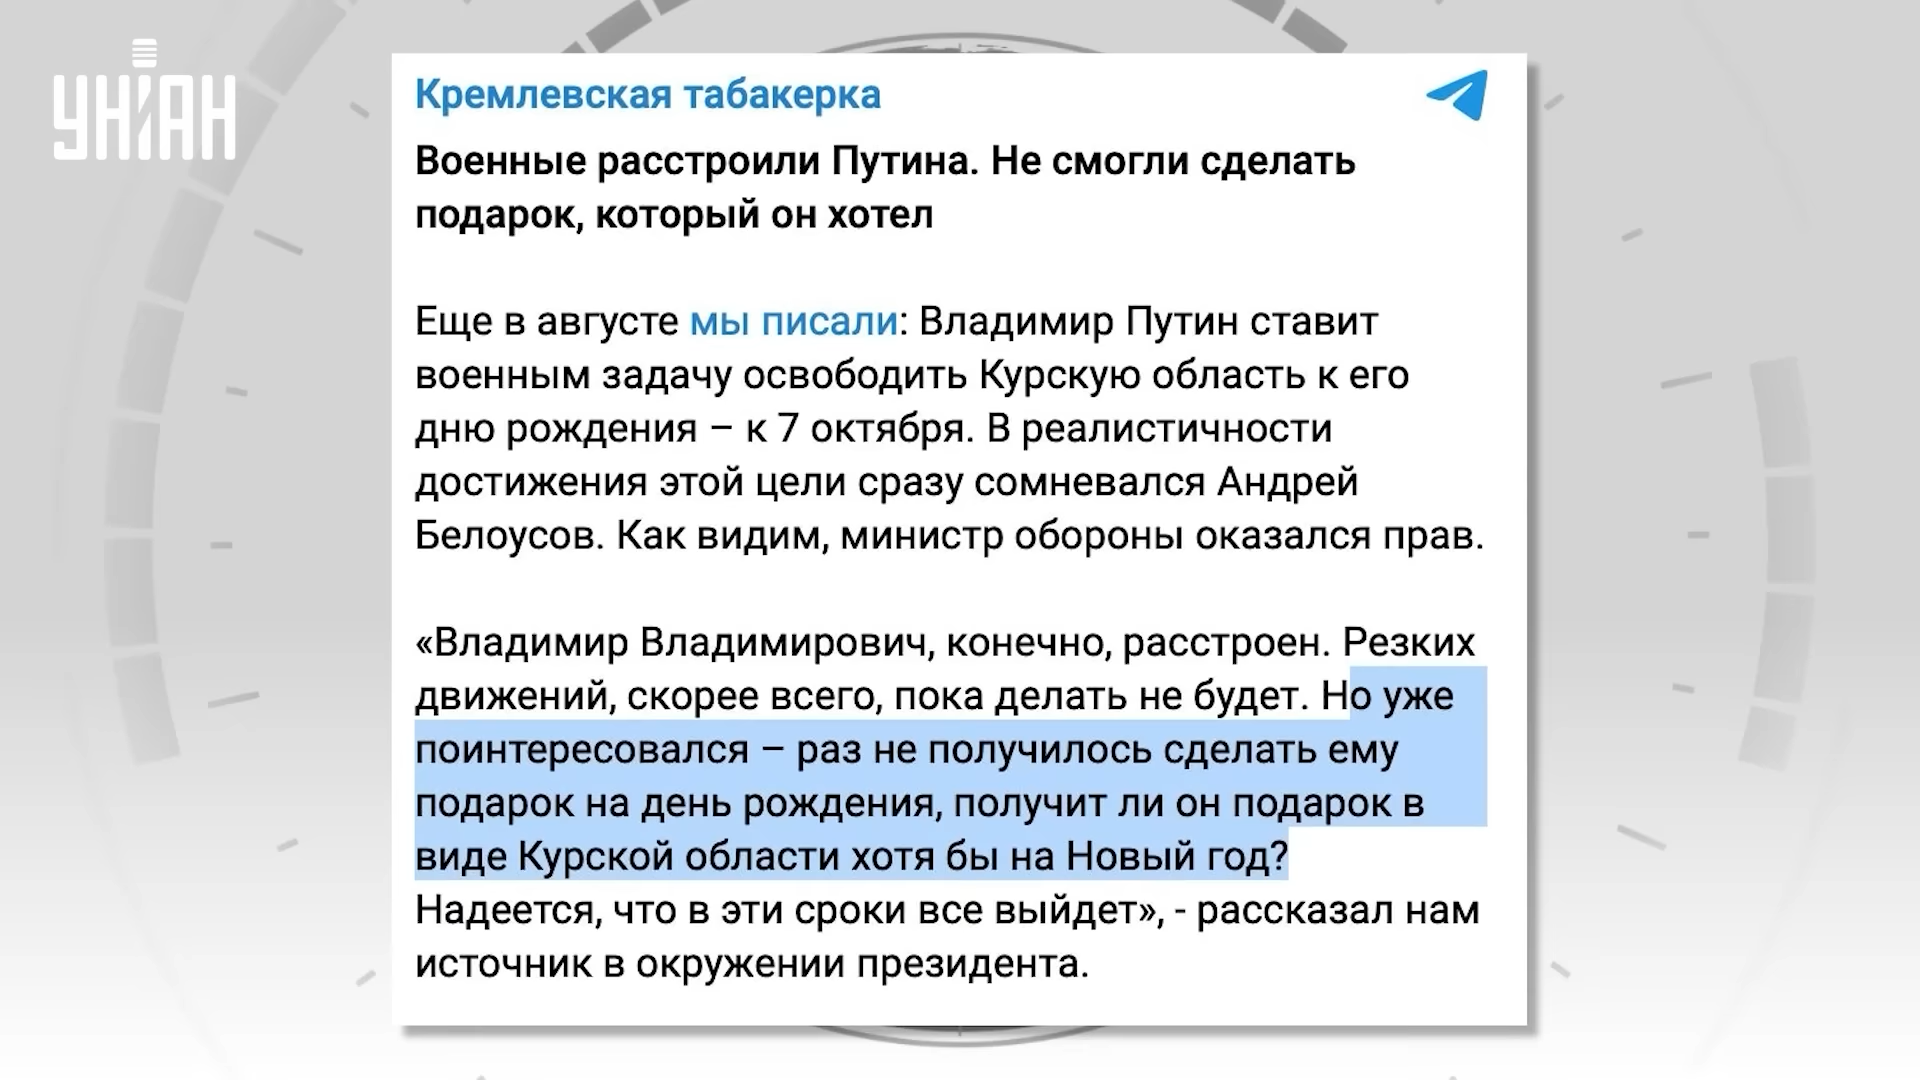 УНІАН
Кремлевская табакерка
Военные расстроили Путина. Не смогли сделать
подарок, который он хотел
Еще в августе мы писали: Владимир Путин ставит
военным задачу освободить Курскую область к его
дню рождения – к 7 октября. В реалистичности
достижения этой цели сразу сомневался Андрей
Белоусов. Как видим, министр обороны оказался прав.
«Владимир Владимирович, конечно, расстроен. Резких
движений, скорее всего, пока делать не будет. Но уже
поинтересовался – раз не получилось сделать ему
подарок на день рождения, получит ли он подарок в
виде Курской области хотя бы на Новый год?
Надеется, что в эти сроки все выйдет», - рассказал нам
источник в окружении президента.